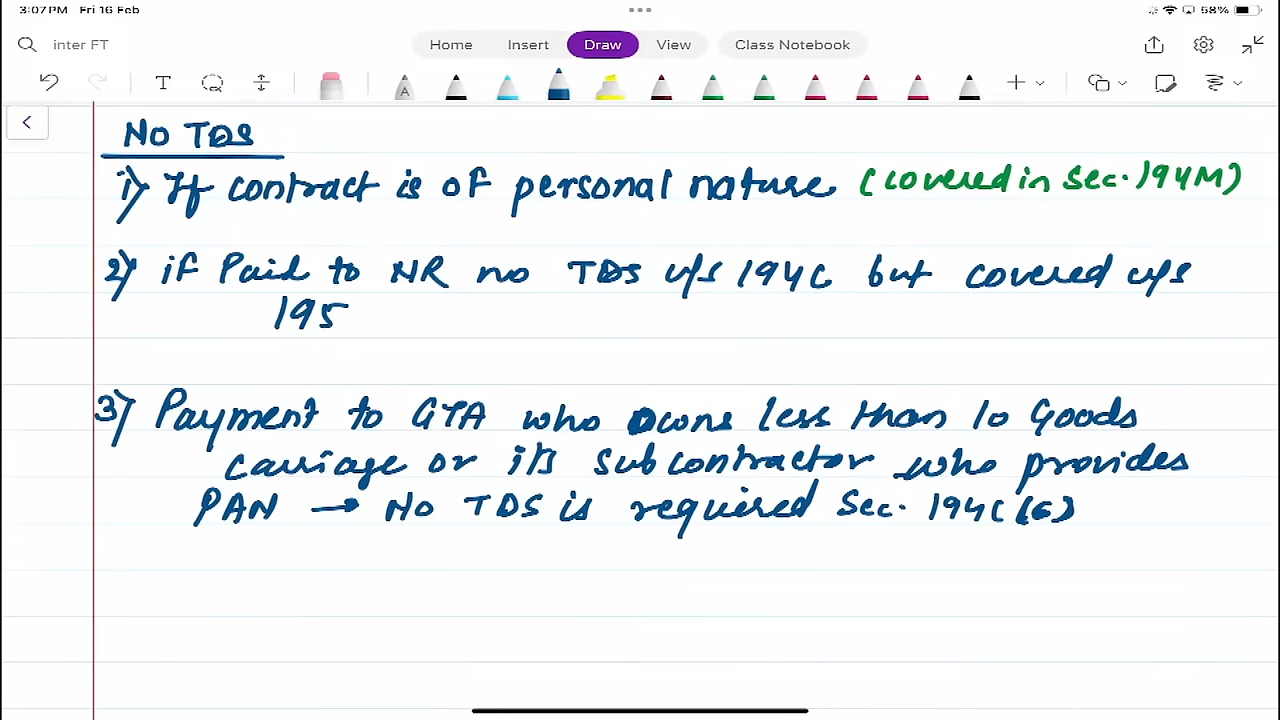 3:07PM Fri 16 Feb
58%
inter FT
Home Insert Draw View Class Notebook
T
A
No TDS
1) If contract is of personal nature (covered in Sec. 194M)
2) if Paid to NR no TDS u/s 194C but covered u/s
195
3) Payment to GTA who owns less than 10 Goods
carriage or it's subcontractor who provides
PAN → No TDS is required Sec. 194C(6)